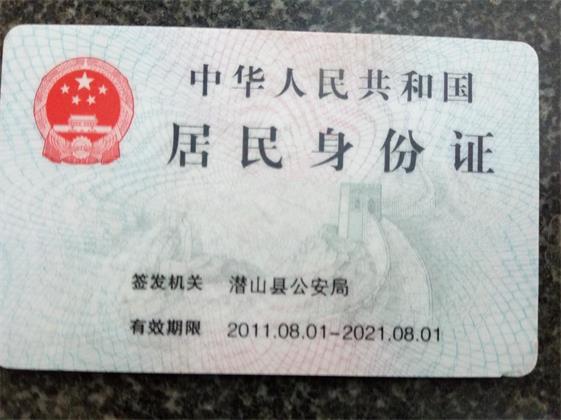 中华人民共和国
居民身份证
签发机关 潜山县公安局
有效期限 2011.08.01-2021.08.01